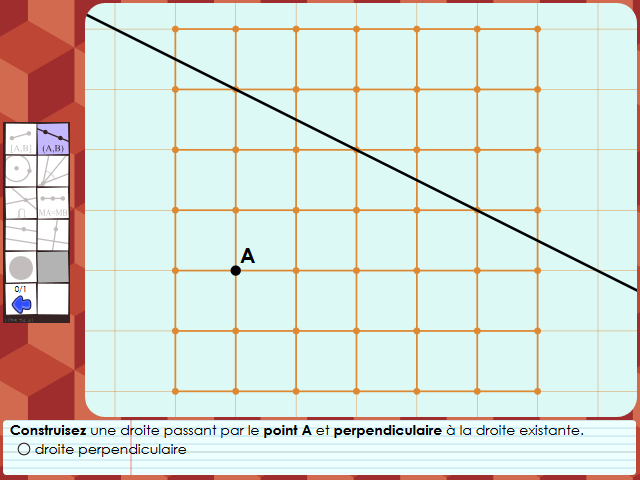 [A,B]
(A,B)
∩
MA=MB
0/1
A
Construisez une droite passant par le point A et perpendiculaire à la droite existante.
droite perpendiculaire